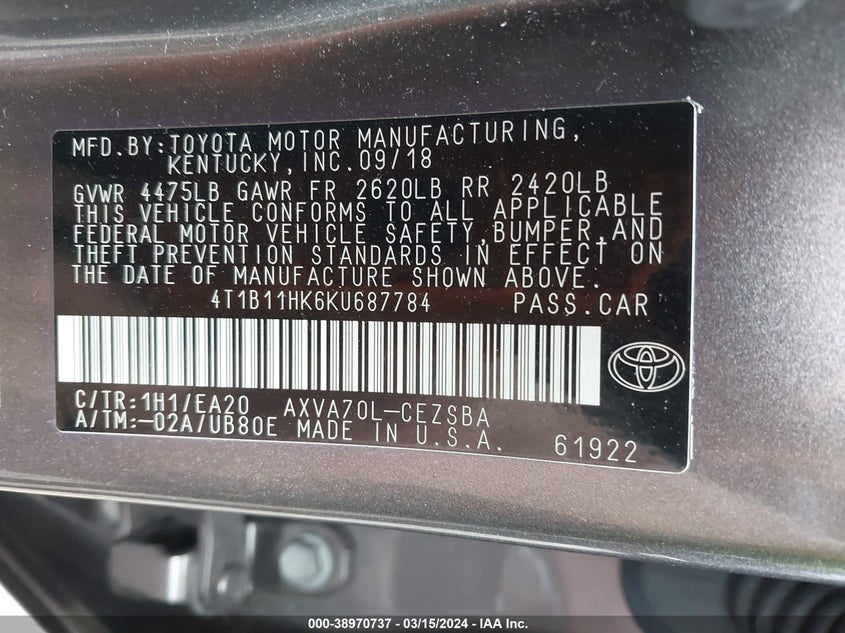 MFD.BY:TOYOTA MOTOR MANUFACTURING,
KENTUCKY,INC.09/18
GVWR 4475LB GAWR FR 2620LB RR 2420LB
THIS VEHICLE CONFORMS TO ALL APPLICABLE
FEDERAL MOTOR VEHICLE SAFETY,BUMPER,AND
THEFT PREVENTION STANDARDS IN EFFECT ON
THE DATE OF MANUFACTURE SHOWN ABOVE.
4T1B11HK6KU687784 PASS.CAR
C/TR:1H1/EA20 AXVA70L-CEZSBA
A/TM:-02A/UB80E MADE IN U.S.A. 61922
000-38970737 - 03/15/2024 - IAA Inc.